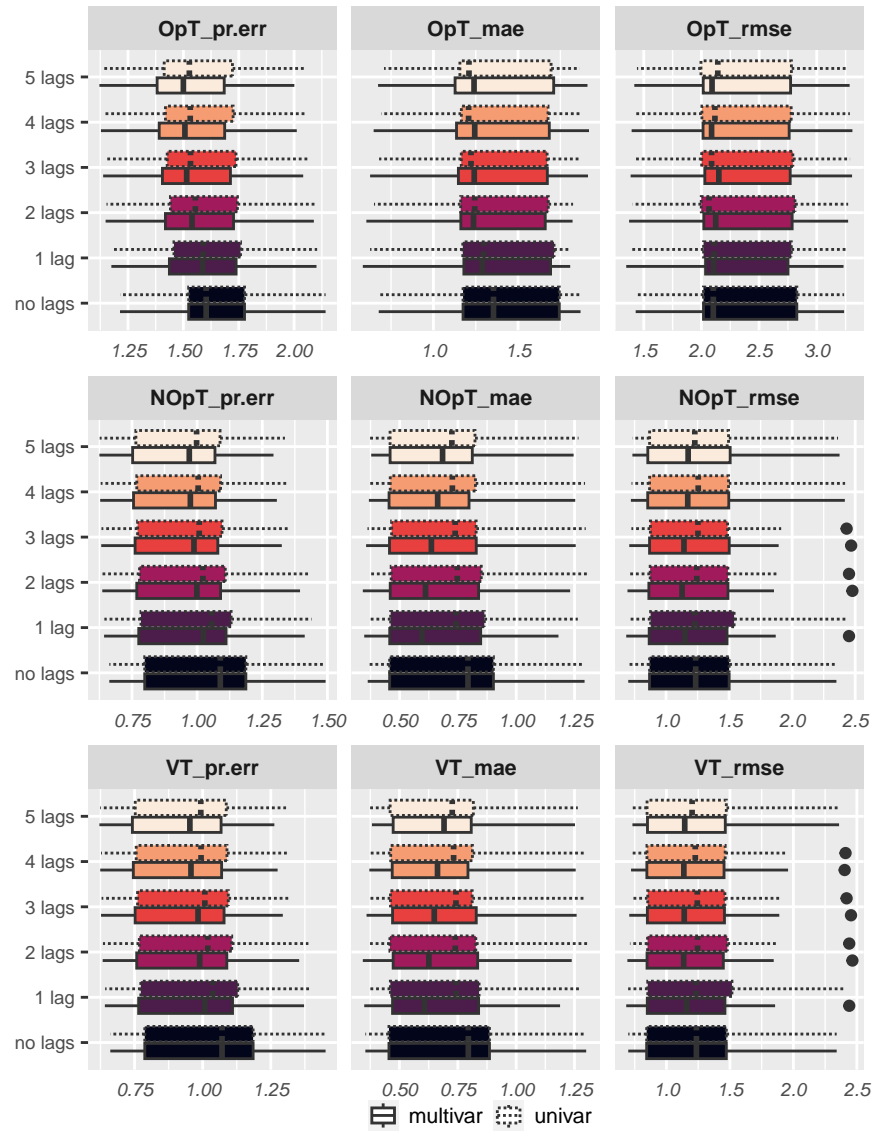 OpT_pr.err OpT_mae OpT_rmse
5 lags
4 lags
3 lags
2 lags
1 lag
no lags
1.25 1.50 1.75 2.00 1.0 1.5 1.5 2.0 2.5 3.0
NOpT_pr.err NOpT_mae NOpT_rmse
5 lags
4 lags
3 lags
2 lags
1 lag
no lags
0.75 1.00 1.25 1.50 0.50 0.75 1.00 1.25 1.0 1.5 2.0 2.5
VT_pr.err VT_mae VT_rmse
5 lags
4 lags
3 lags
2 lags
1 lag
no lags
0.75 1.00 1.25 0.50 0.75 1.00 1.25 1.0 1.5 2.0 2.5
multivar univar